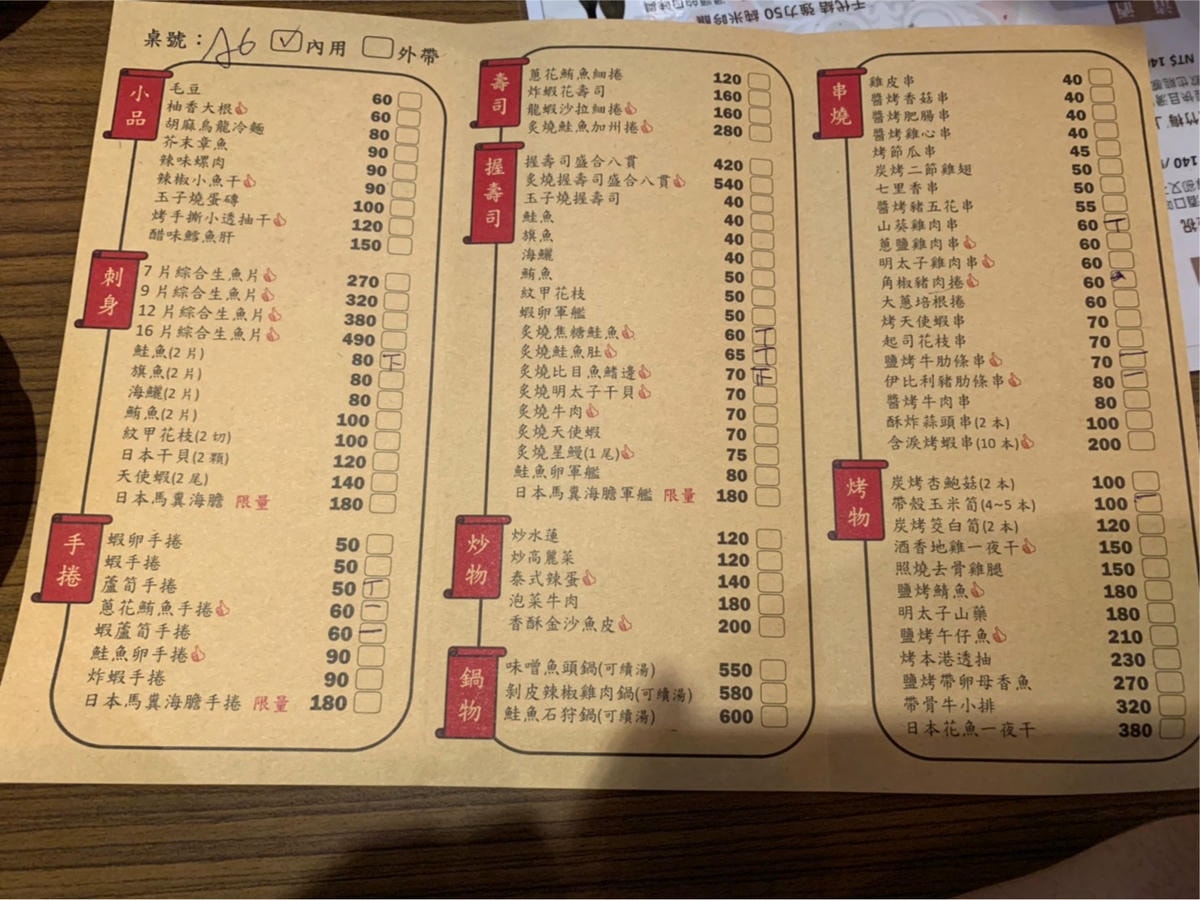 桌號：A6 ☑內用 ☐外帶
小品
毛豆 60
柚香大根 60
胡麻烏龍冷麵 80
芥末章魚 90
辣味螺肉 90
辣椒小魚干 90
玉子燒蛋磚 100
烤手撕小透抽干 120
醋味鱈魚肝 150
刺身
7 片綜合生魚片 270
9 片綜合生魚片 320
12 片綜合生魚片 380
16 片綜合生魚片 490
鮭魚(2 片) 80 下
旗魚(2 片) 80
海鱺(2 片) 80
鮪魚(2 片) 100
紋甲花枝(2 切) 100
日本干貝(2 顆) 120
天使蝦(2 尾) 140
日本馬糞海膽 限量 180
手捲
蝦卵手捲 50
蝦手捲 50
蘆筍手捲 50 T
蔥花鮪魚手捲 60 一
蝦蘆筍手捲 60 一
鮭魚卵手捲 90
炸蝦手捲 90
日本馬糞海膽手捲 限量 180
壽司
蔥花鮪魚細捲 120
炸蝦花壽司 160
龍蝦沙拉細捲 160
炙燒鮭魚加州捲 280
握壽司
握壽司盛合八貫 420
炙燒握壽司盛合八貫 540
玉子燒握壽司 40
鮭魚 40
旗魚 40
海鱺 40
鮪魚 50
紋甲花枝 50
蝦卵軍艦 50
炙燒焦糖鮭魚 60
炙燒鮭魚肚 65
炙燒比目魚鰭邊 70
炙燒明太子干貝 70
炙燒牛肉 70
炙燒天使蝦 70
炙燒星鰻(1 尾) 75
鮭魚卵軍艦 80
日本馬糞海膽軍艦 限量 180
炒物
炒水蓮 120
炒高麗菜 120
泰式辣蛋 140
泡菜牛肉 180
香酥金沙魚皮 200
鍋物
味噌魚頭鍋(可續湯) 550
剝皮辣椒雞肉鍋(可續湯) 580
鮭魚石狩鍋(可續湯) 600
串燒
雞皮串 40
醬烤香菇串 40
醬烤肥腸串 40
醬烤雞心串 40
烤節瓜串 45
炭烤二節雞翅 50
七里香串 50
醬烤豬五花串 55
山葵雞肉串 60 T
蔥鹽雞肉串 60
明太子雞肉串 60
角椒豬肉捲 60
大蔥培根捲 60
烤天使蝦串 70
起司花枝串 70
鹽烤牛肋條串 70 一
伊比利豬肋條串 80 一
醬烤牛肉串 80
酥炸蒜頭串(2 本) 100
含淚烤蝦串(10 本) 200
烤物
炭烤杏鮑菇(2 本) 100
帶殼玉米筍(4~5 本) 100 一
炭烤筊白筍(2 本) 120
酒香地雞一夜干 150
照燒去骨雞腿 150
鹽烤鯖魚 180
明太子山藥 180
鹽烤午仔魚 210
烤本港透抽 230
鹽烤帶卵母香魚 270
帶骨牛小排 320
日本花魚一夜干 380
千代結 強力50 純米吟釀